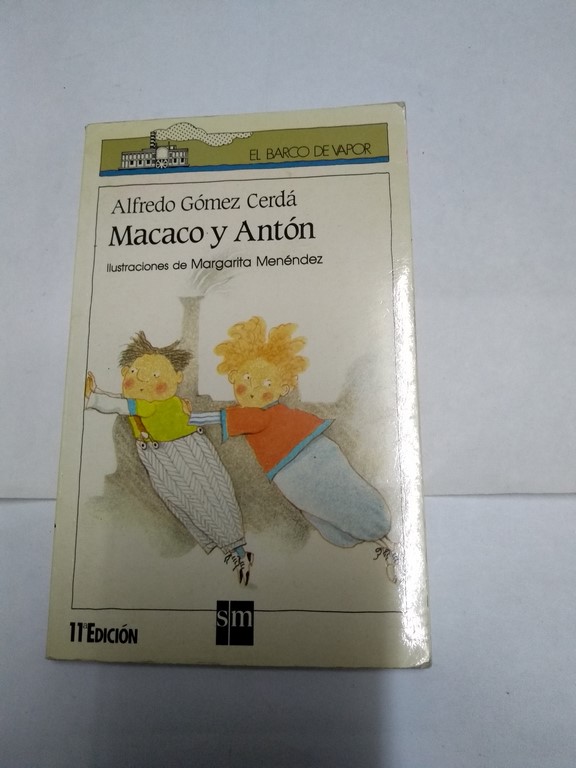 EL BARCO DE VAPOR
Alfredo Gómez Cerdá
Macaco y Antón
Ilustraciones de Margarita Menéndez
11ª EDICIÓN
sm